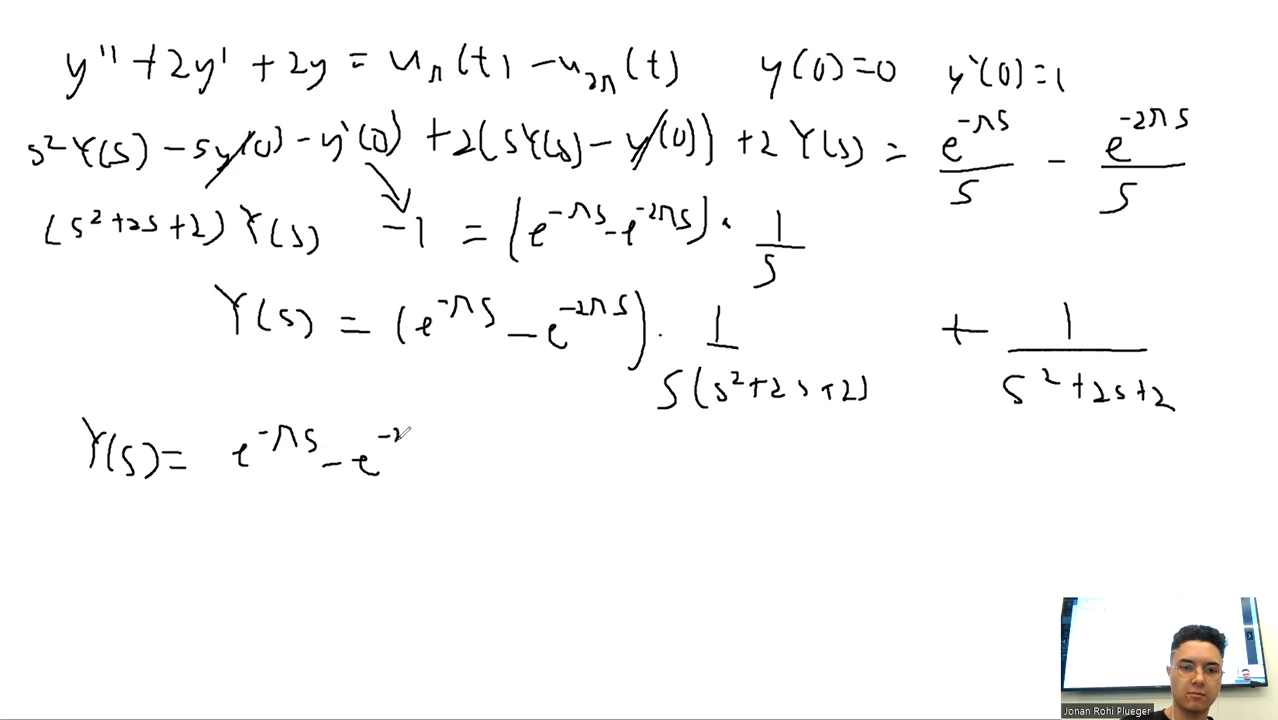 y'' + 2y' + 2y = u_π(t) - u_2π(t) y(0)=0 y'(0)=1
s²Y(s) - sy(0) - y'(0) + 2(sY(s) - y(0)) + 2Y(s) = e^{-πs}/s - e^{-2πs}/s
(s²+2s+2)Y(s) -1 = (e^{-πs} - e^{-2πs}) · 1/s
Y(s) = (e^{-πs} - e^{-2πs}) · 1/(s(s²+2s+2)) + 1/(s²+2s+2)
Y(s) = e^{-πs} - e^{-2
Jonan Rohi Plueger